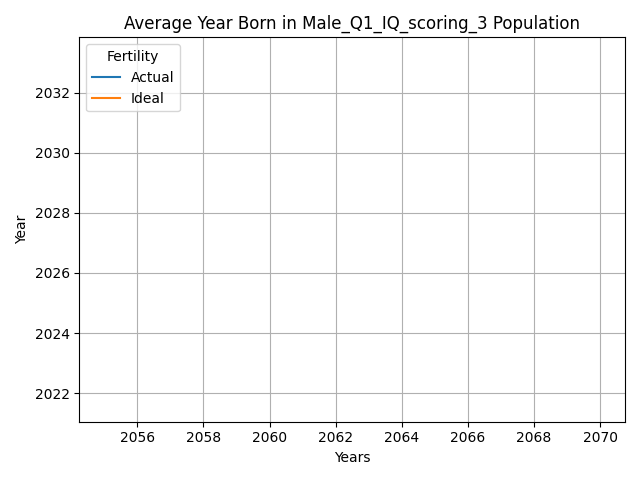 Average Year Born in Male_Q1_IQ_scoring_3 Population
Fertility
Actual
Ideal
2032
2030
2028
2026
2024
2022
Year
2056 2058 2060 2062 2064 2066 2068 2070
Years